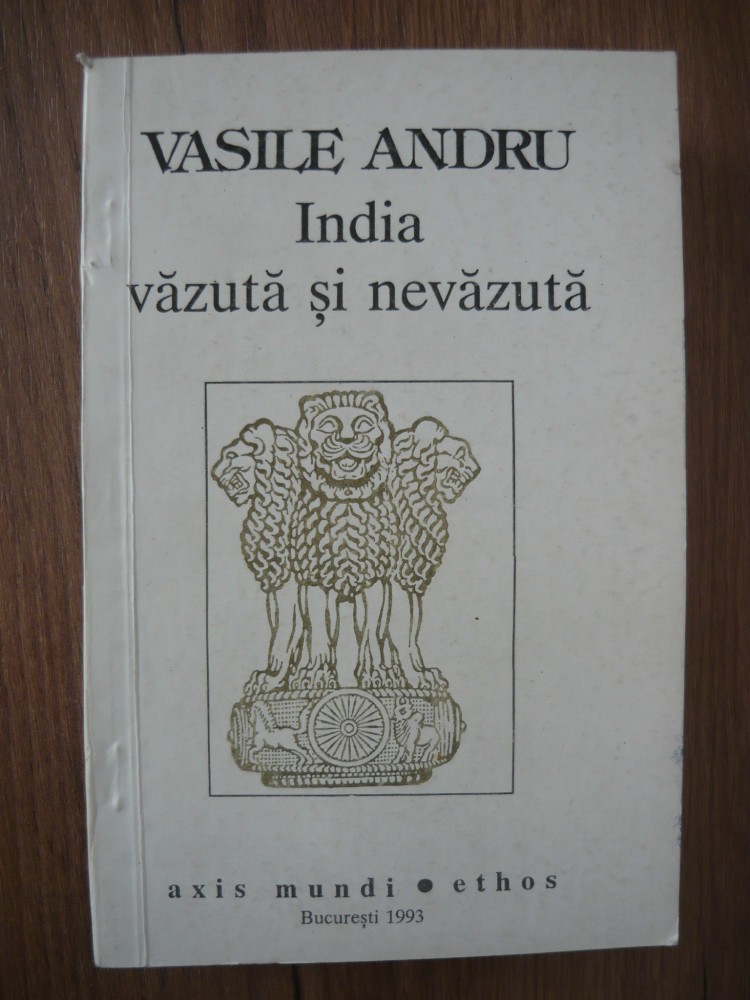 VASILE ANDRU
India
văzută și nevăzută
axis mundi ● ethos
București 1993